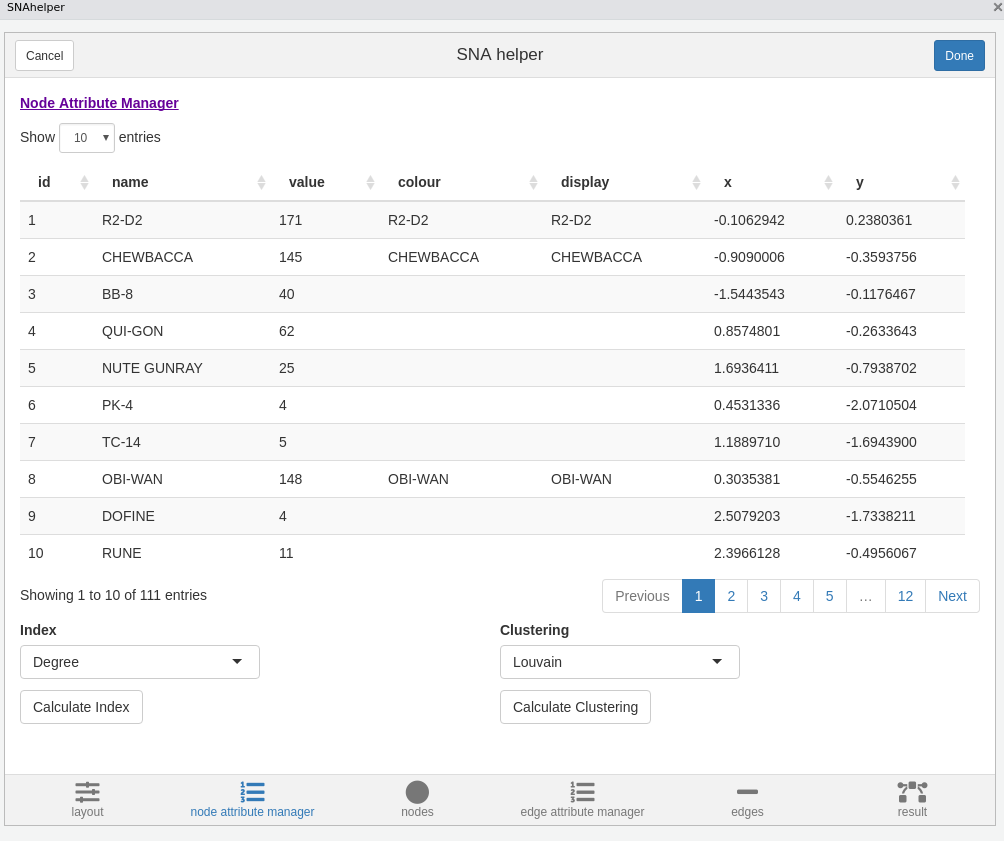 SNAhelper ×
Cancel SNA helper Done
Node Attribute Manager
Show 10 entries
id name value colour display x y
1 R2-D2 171 R2-D2 R2-D2 -0.1062942 0.2380361
2 CHEWBACCA 145 CHEWBACCA CHEWBACCA -0.9090006 -0.3593756
3 BB-8 40 -1.5443543 -0.1176467
4 QUI-GON 62 0.8574801 -0.2633643
5 NUTE GUNRAY 25 1.6936411 -0.7938702
6 PK-4 4 0.4531336 -2.0710504
7 TC-14 5 1.1889710 -1.6943900
8 OBI-WAN 148 OBI-WAN OBI-WAN 0.3035381 -0.5546255
9 DOFINE 4 2.5079203 -1.7338211
10 RUNE 11 2.3966128 -0.4956067
Showing 1 to 10 of 111 entries Previous 1 2 3 4 5 … 12 Next
Index Clustering
Degree Louvain
Calculate Index Calculate Clustering
layout node attribute manager nodes edge attribute manager edges result